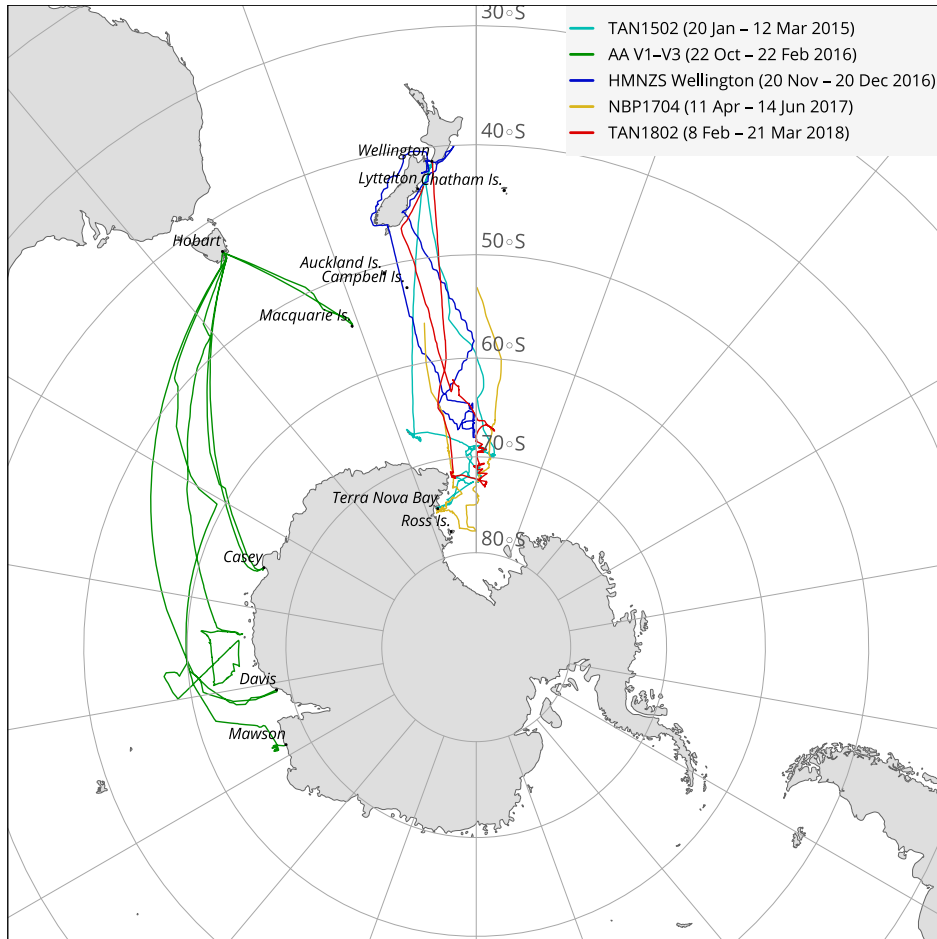 30°S
TAN1502 (20 Jan – 12 Mar 2015)
AA V1–V3 (22 Oct – 22 Feb 2016)
HMNZS Wellington (20 Nov – 20 Dec 2016)
NBP1704 (11 Apr – 14 Jun 2017)
TAN1802 (8 Feb – 21 Mar 2018)
40°S
Wellington
Lyttelton
Chatham Is.
Hobart
50°S
Auckland Is.
Campbell Is.
Macquarie Is.
60°S
70°S
Terra Nova Bay
Ross Is.
80°S
Casey
Davis
Mawson